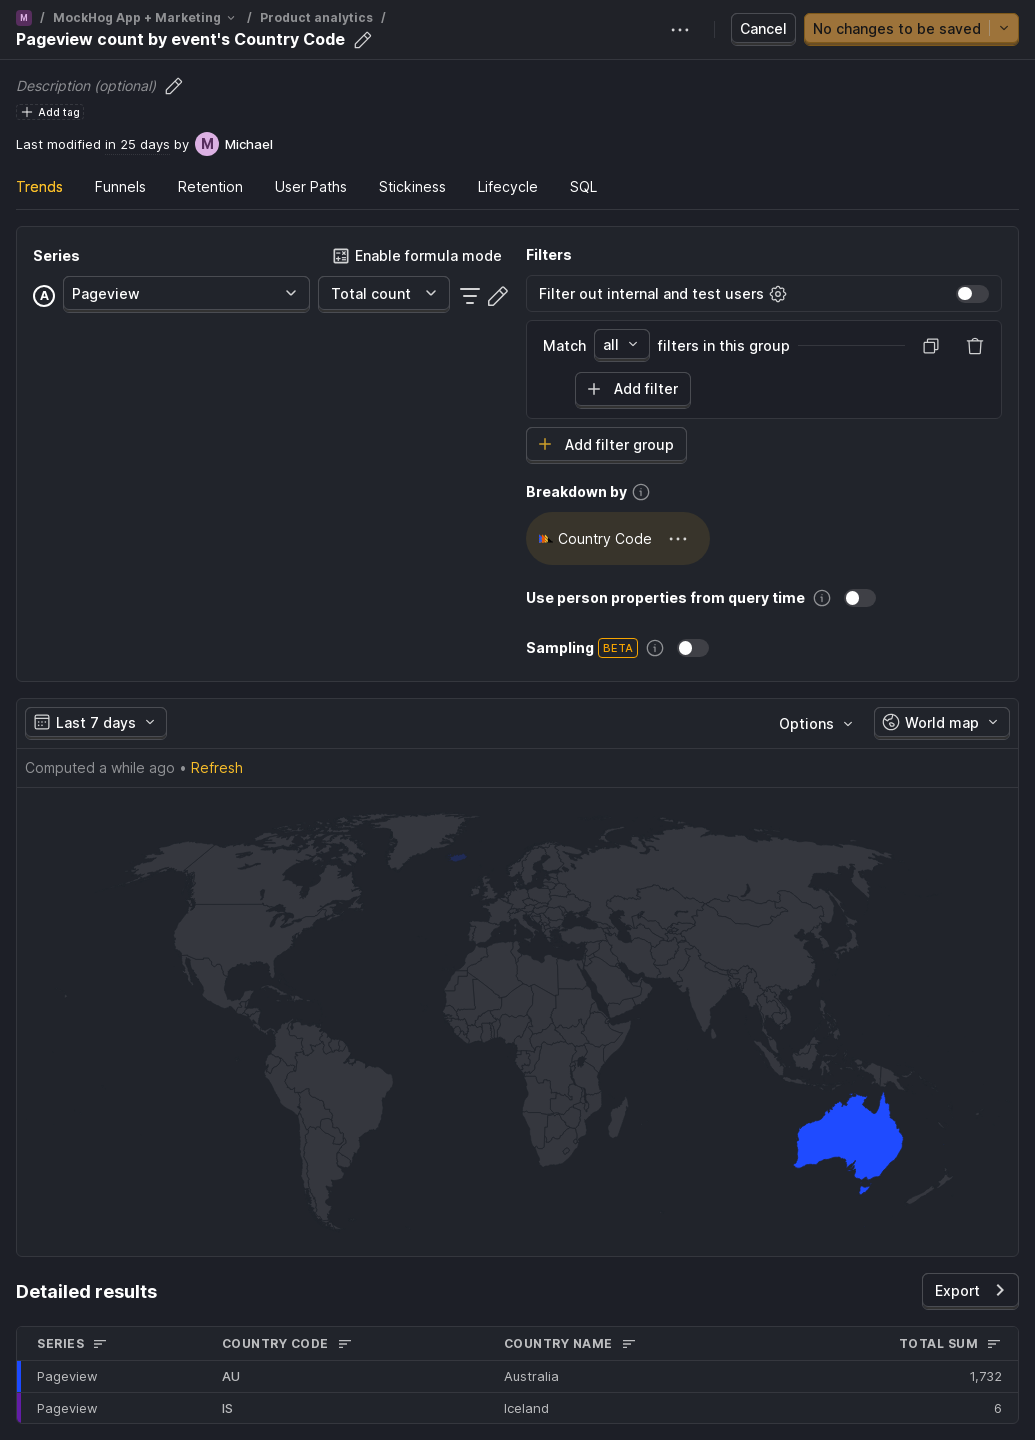 M / MockHog App + Marketing / Product analytics /
Pageview count by event's Country Code
Cancel
No changes to be saved
Description (optional)
Add tag
Last modified in 25 days by M Michael
Trends Funnels Retention User Paths Stickiness Lifecycle SQL
Series
Enable formula mode
A Pageview Total count
Filters
Filter out internal and test users
Match all filters in this group
Add filter
Add filter group
Breakdown by
Country Code
Use person properties from query time
Sampling BETA
Last 7 days Options World map
Computed a while ago • Refresh
Detailed results Export
SERIES COUNTRY CODE COUNTRY NAME TOTAL SUM
Pageview AU Australia 1,732
Pageview IS Iceland 6